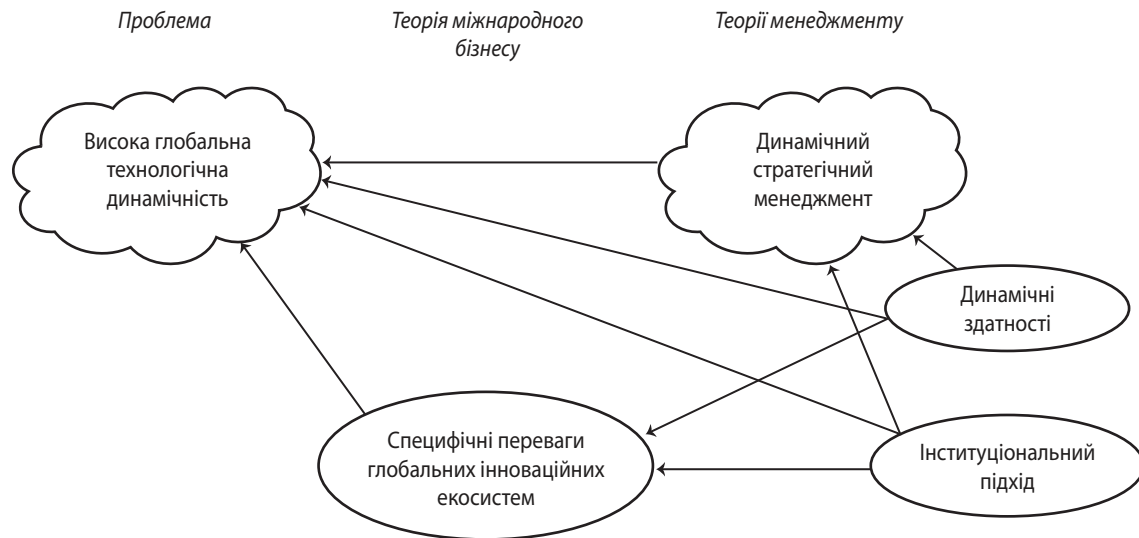 Проблема
Теорія міжнародного
бізнесу
Теорії менеджменту
Висока глобальна
технологічна
динамічність
Динамічний
стратегічний
менеджмент
Динамічні
здатності
Специфічні переваги
глобальних інноваційних
екосистем
Інституціональний
підхід